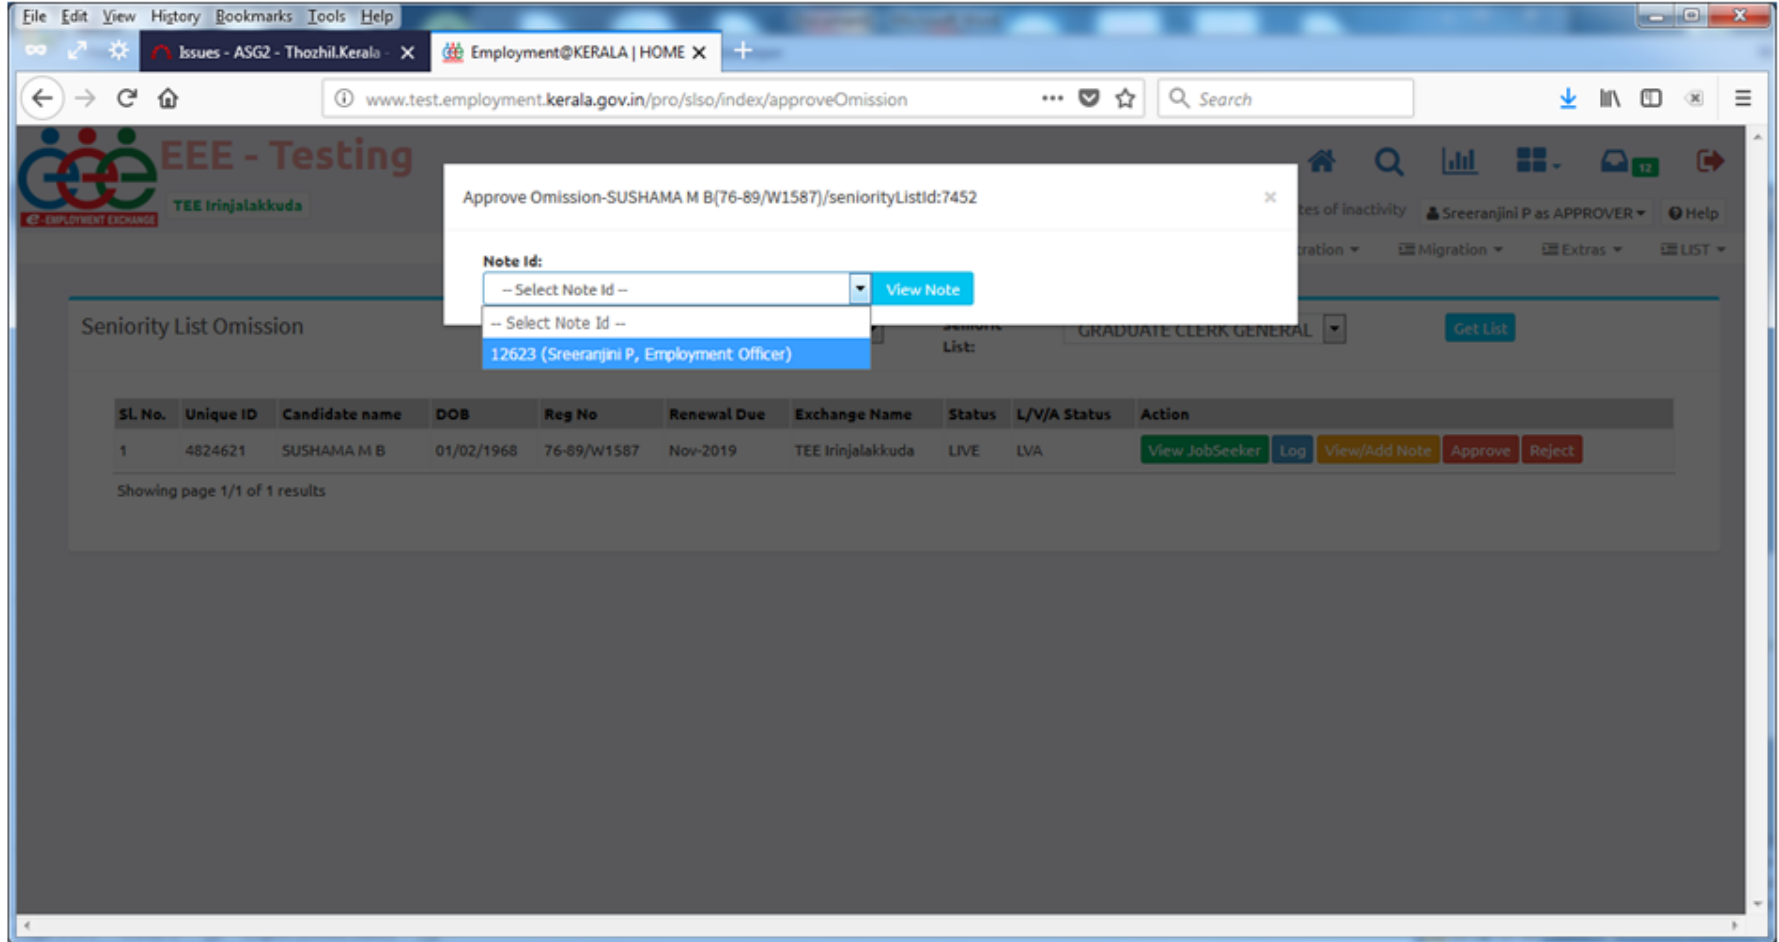 File Edit View History Bookmarks Tools Help
Issues - ASG2 - Thozhil.Kerala - Employment@KERALA | HOME
www.test.employment.kerala.gov.in/pro/slso/index/approveOmission Search
EEE - Testing
e-EMPLOYMENT EXCHANGE
TEE Irinjalakkuda
12
tes of inactivity Sreeranjini P as APPROVER Help
ration Migration Extras LIST
Approve Omission-SUSHAMA M B(76-89/W1587)/seniorityListId:7452 ×
Note Id:
-- Select Note Id -- View Note
-- Select Note Id --
12623 (Sreeranjini P, Employment Officer)
Seniority List Omission
List: GRADUATE CLERK GENERAL Get List
Sl. No. Unique ID Candidate name DOB Reg No Renewal Due Exchange Name Status L/V/A Status Action
1 4824621 SUSHAMA M B 01/02/1968 76-89/W1587 Nov-2019 TEE Irinjalakkuda LIVE LVA View JobSeeker Log View/Add Note Approve Reject
Showing page 1/1 of 1 results